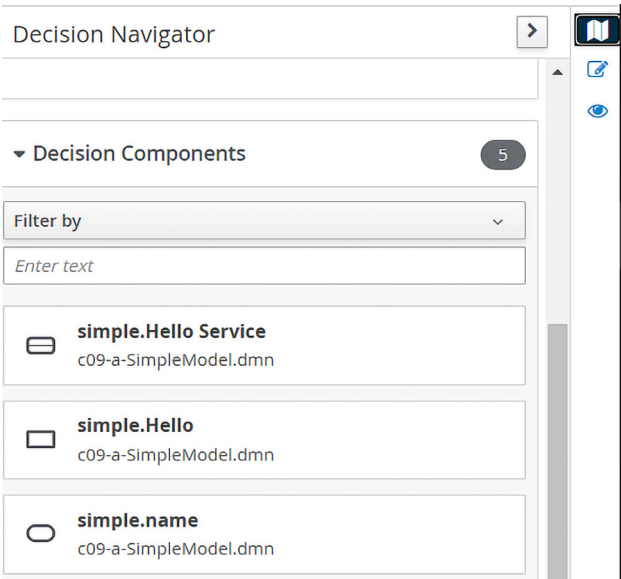 Decision Navigator
Decision Components
5
Filter by
Enter text
simple.Hello Service
c09-a-SimpleModel.dmn
simple.Hello
c09-a-SimpleModel.dmn
simple.name
c09-a-SimpleModel.dmn